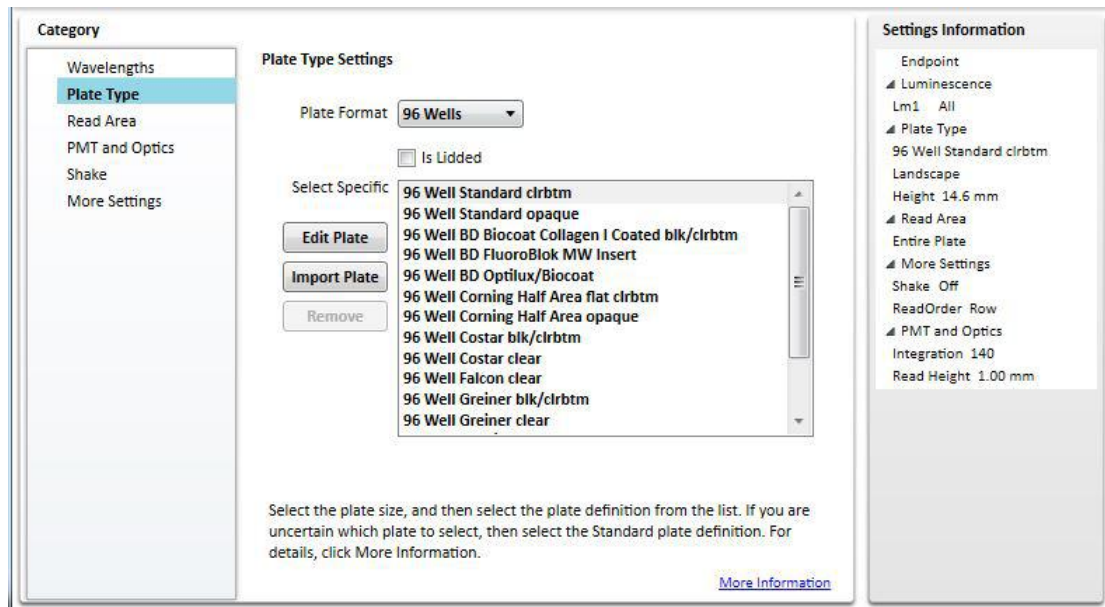 Category
Wavelengths
Plate Type
Read Area
PMT and Optics
Shake
More Settings
Plate Type Settings
Plate Format 96 Wells
Is Lidded
Select Specific
Edit Plate
Import Plate
Remove
96 Well Standard clrbtm
96 Well Standard opaque
96 Well BD Biocoat Collagen I Coated blk/clrbtm
96 Well BD FluoroBlok MW Insert
96 Well BD Optilux/Biocoat
96 Well Corning Half Area flat clrbtm
96 Well Corning Half Area opaque
96 Well Costar blk/clrbtm
96 Well Costar clear
96 Well Falcon clear
96 Well Greiner blk/clrbtm
96 Well Greiner clear
Select the plate size, and then select the plate definition from the list. If you are
uncertain which plate to select, then select the Standard plate definition. For
details, click More Information.
More Information
Settings Information
Endpoint
Luminescence
Lm1 All
Plate Type
96 Well Standard clrbtm
Landscape
Height 14.6 mm
Read Area
Entire Plate
More Settings
Shake Off
ReadOrder Row
PMT and Optics
Integration 140
Read Height 1.00 mm